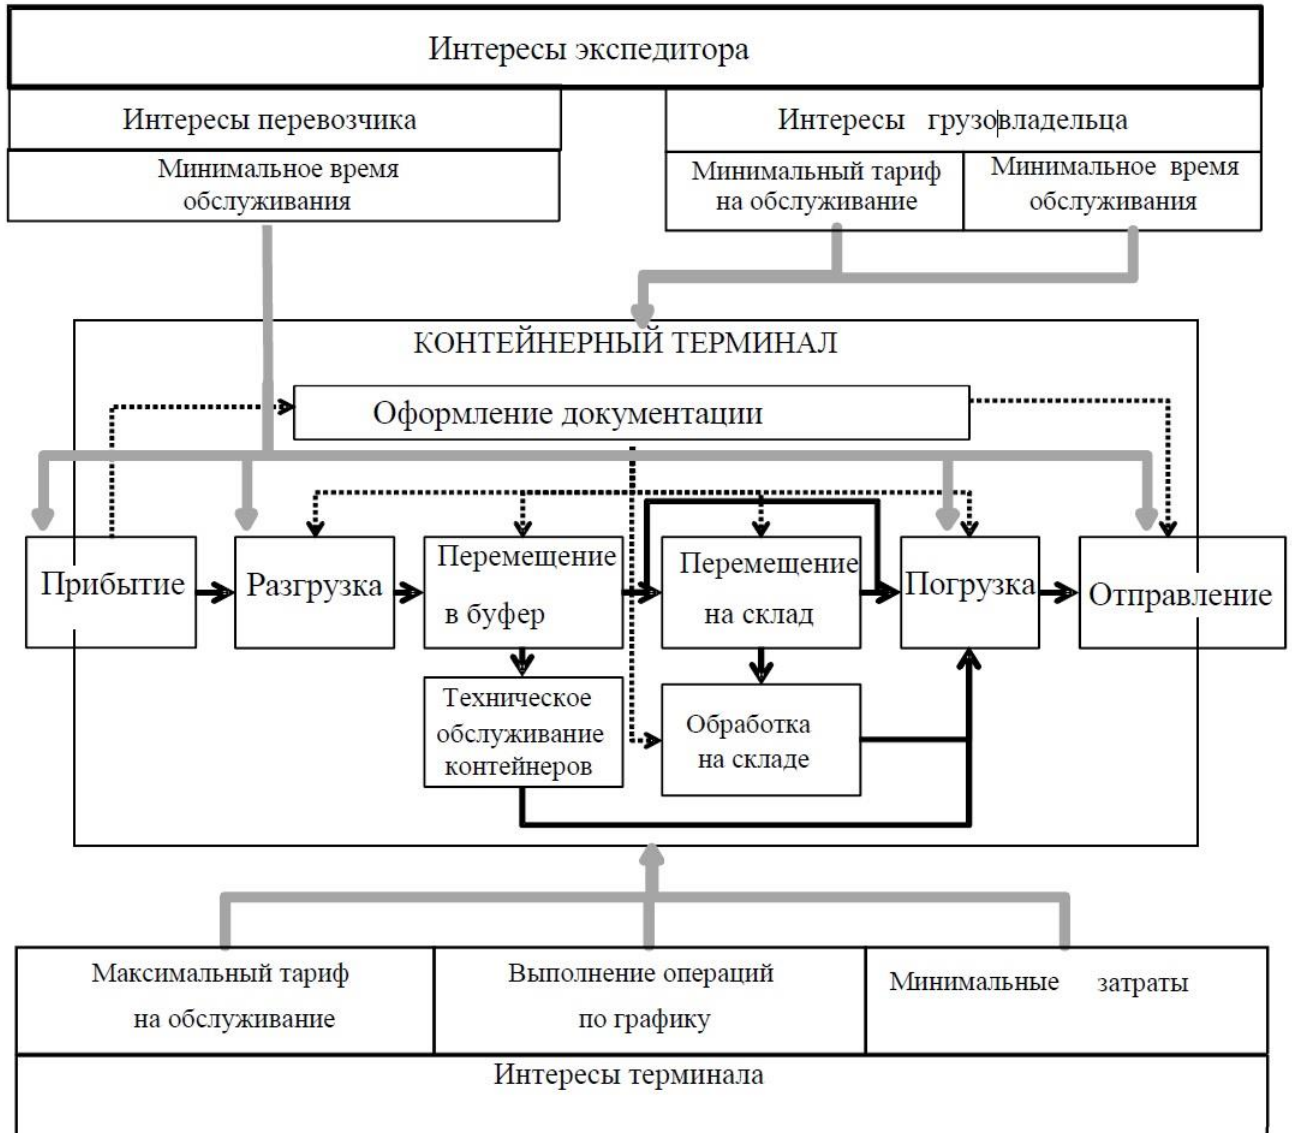 Интересы экспедитора
Интересы перевозчика
Интересы грузовладельца
Минимальное время
обслуживания
Минимальный тариф
на обслуживание
Минимальное время
обслуживания
КОНТЕЙНЕРНЫЙ ТЕРМИНАЛ
Оформление документации
Прибытие
Разгрузка
Перемещение
в буфер
Перемещение
на склад
Погрузка
Отправление
Техническое
обслуживание
контейнеров
Обработка
на складе
Максимальный тариф
на обслуживание
Выполнение операций
по графику
Минимальные затраты
Интересы терминала